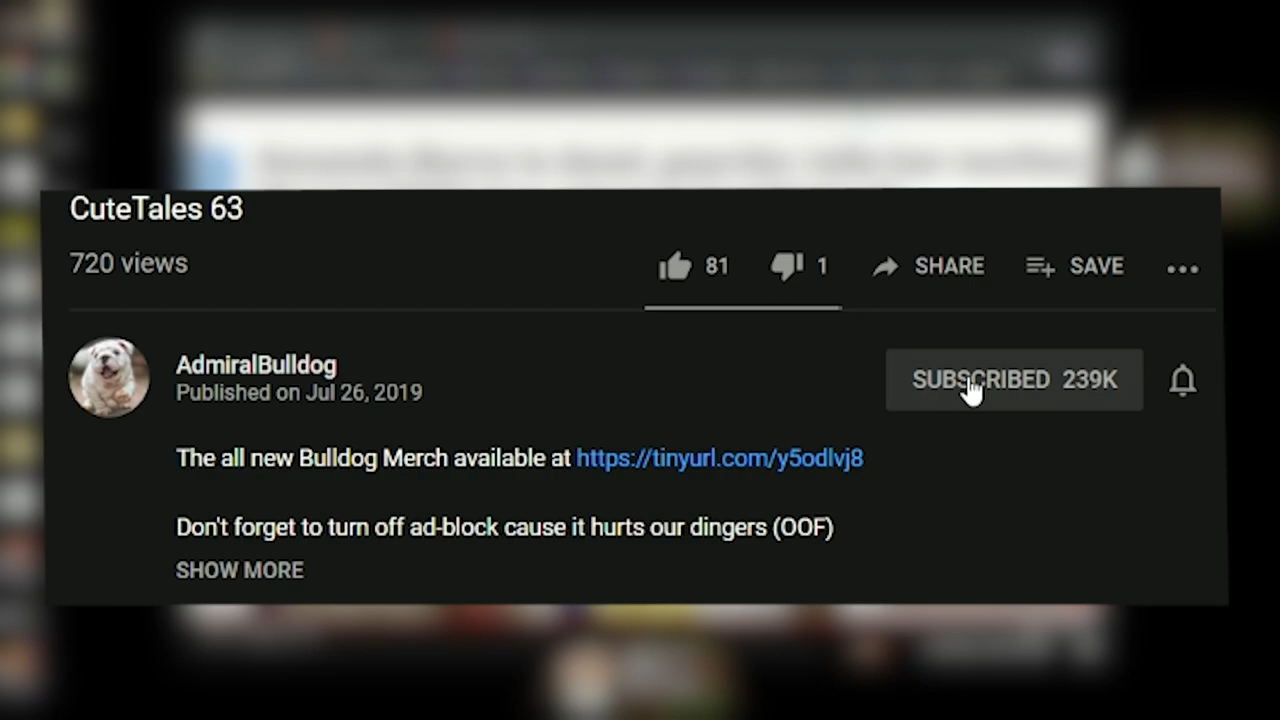 CuteTales 63
720 views
81
1
SHARE
SAVE
AdmiralBulldog
Published on Jul 26, 2019
SUBSCRIBED 239K
The all new Bulldog Merch available at https://tinyurl.com/y5odlvj8
Don't forget to turn off ad-block cause it hurts our dingers (OOF)
SHOW MORE